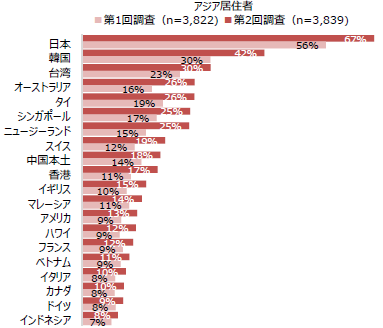 アジア居住者
第1回調査（n=3,822） 第2回調査（n=3,839）
日本 67%
56%
韓国 42%
30%
台湾 30%
23%
オーストラリア 26%
16%
タイ 26%
19%
シンガポール 25%
17%
ニュージーランド 25%
15%
スイス 19%
12%
中国本土 18%
14%
香港 17%
11%
イギリス 15%
10%
マレーシア 14%
11%
アメリカ 13%
9%
ハワイ 12%
9%
フランス 12%
9%
ベトナム 11%
9%
イタリア 10%
8%
カナダ 10%
8%
ドイツ 9%
8%
インドネシア 8%
7%